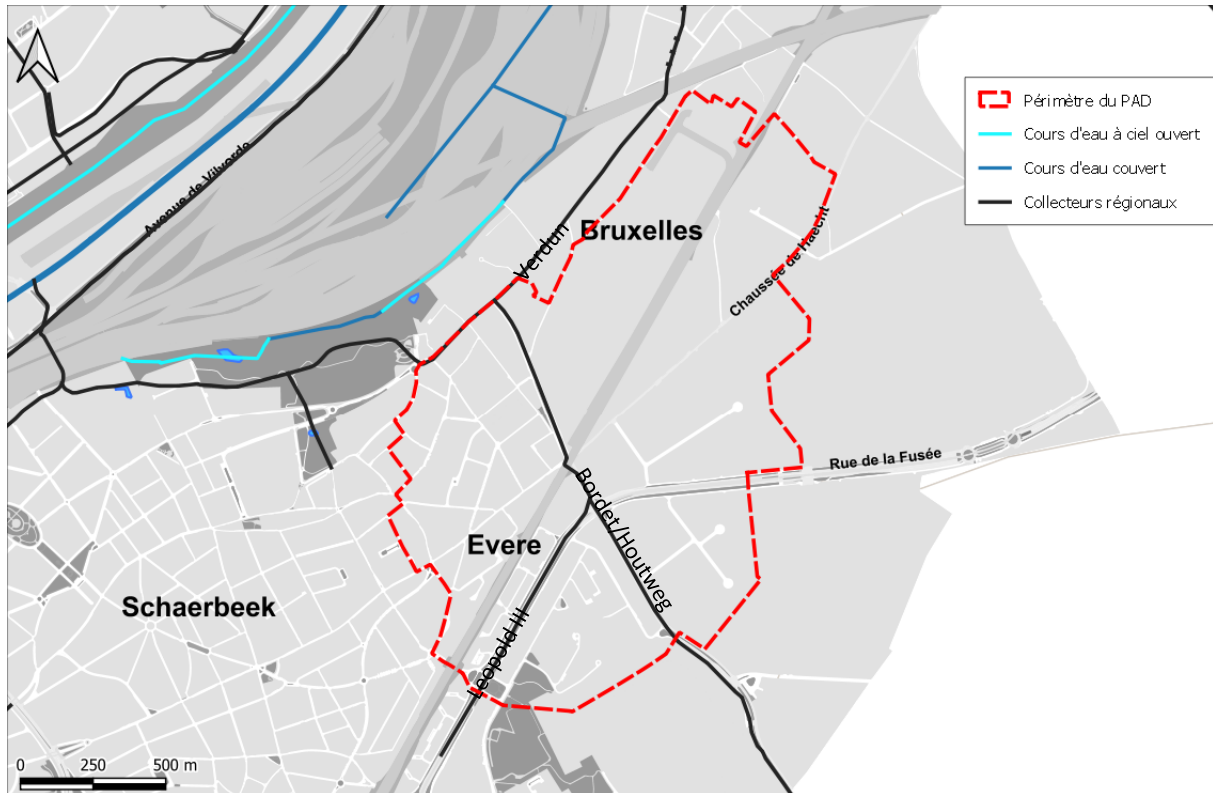 Périmètre du PAD
Cours d'eau à ciel ouvert
Cours d'eau couvert
Collecteurs régionaux
Avenue de Vilvorde
Verdun
Bruxelles
Chaussée de Haecht
Rue de la Fusée
Bordet/Houtweg
Evere
Schaerbeek
Leopold III
0 250 500 m